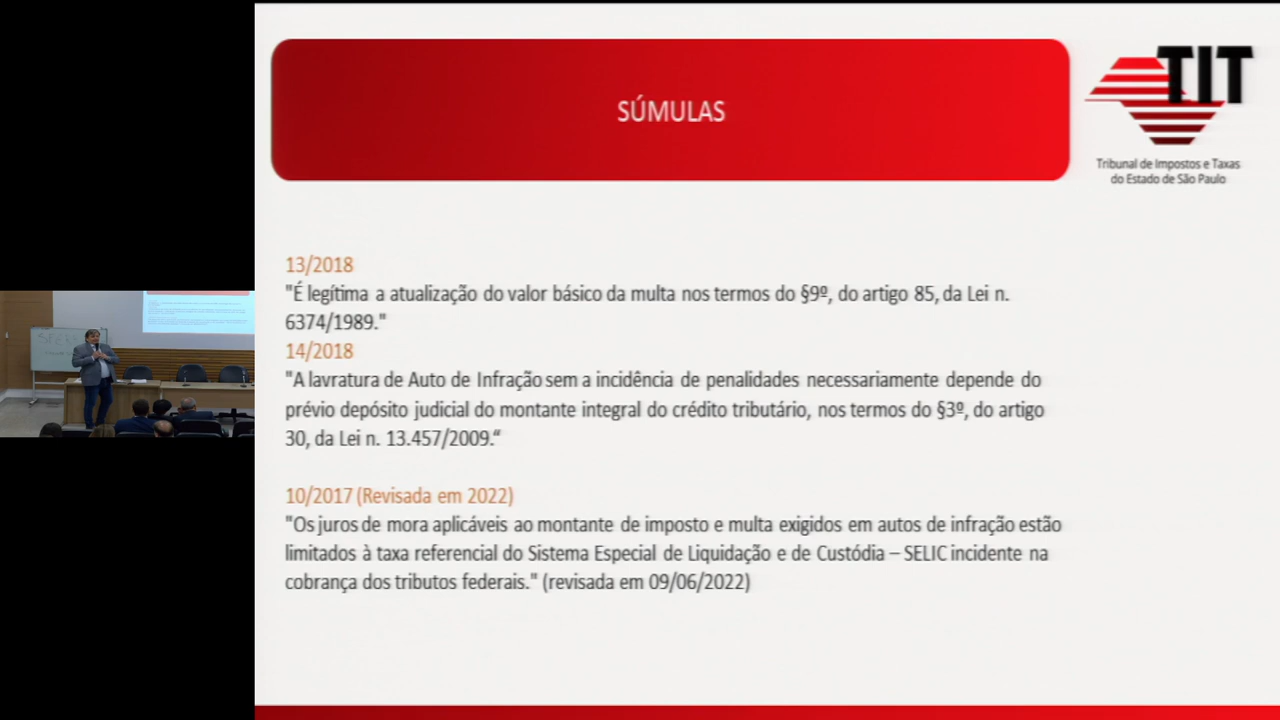 SÚMULAS
TIT
Tribunal de Impostos e Taxas
do Estado de São Paulo
13/2018
"É legítima a atualização do valor básico da multa nos termos do §9º, do artigo 85, da Lei n.
6374/1989."
14/2018
"A lavratura de Auto de Infração sem a incidência de penalidades necessariamente depende do
prévio depósito judicial do montante integral do crédito tributário, nos termos do §3º, do artigo
30, da Lei n. 13.457/2009.“
10/2017 (Revisada em 2022)
"Os juros de mora aplicáveis ao montante de imposto e multa exigidos em autos de infração estão
limitados à taxa referencial do Sistema Especial de Liquidação e de Custódia – SELIC incidente na
cobrança dos tributos federais." (revisada em 09/06/2022)